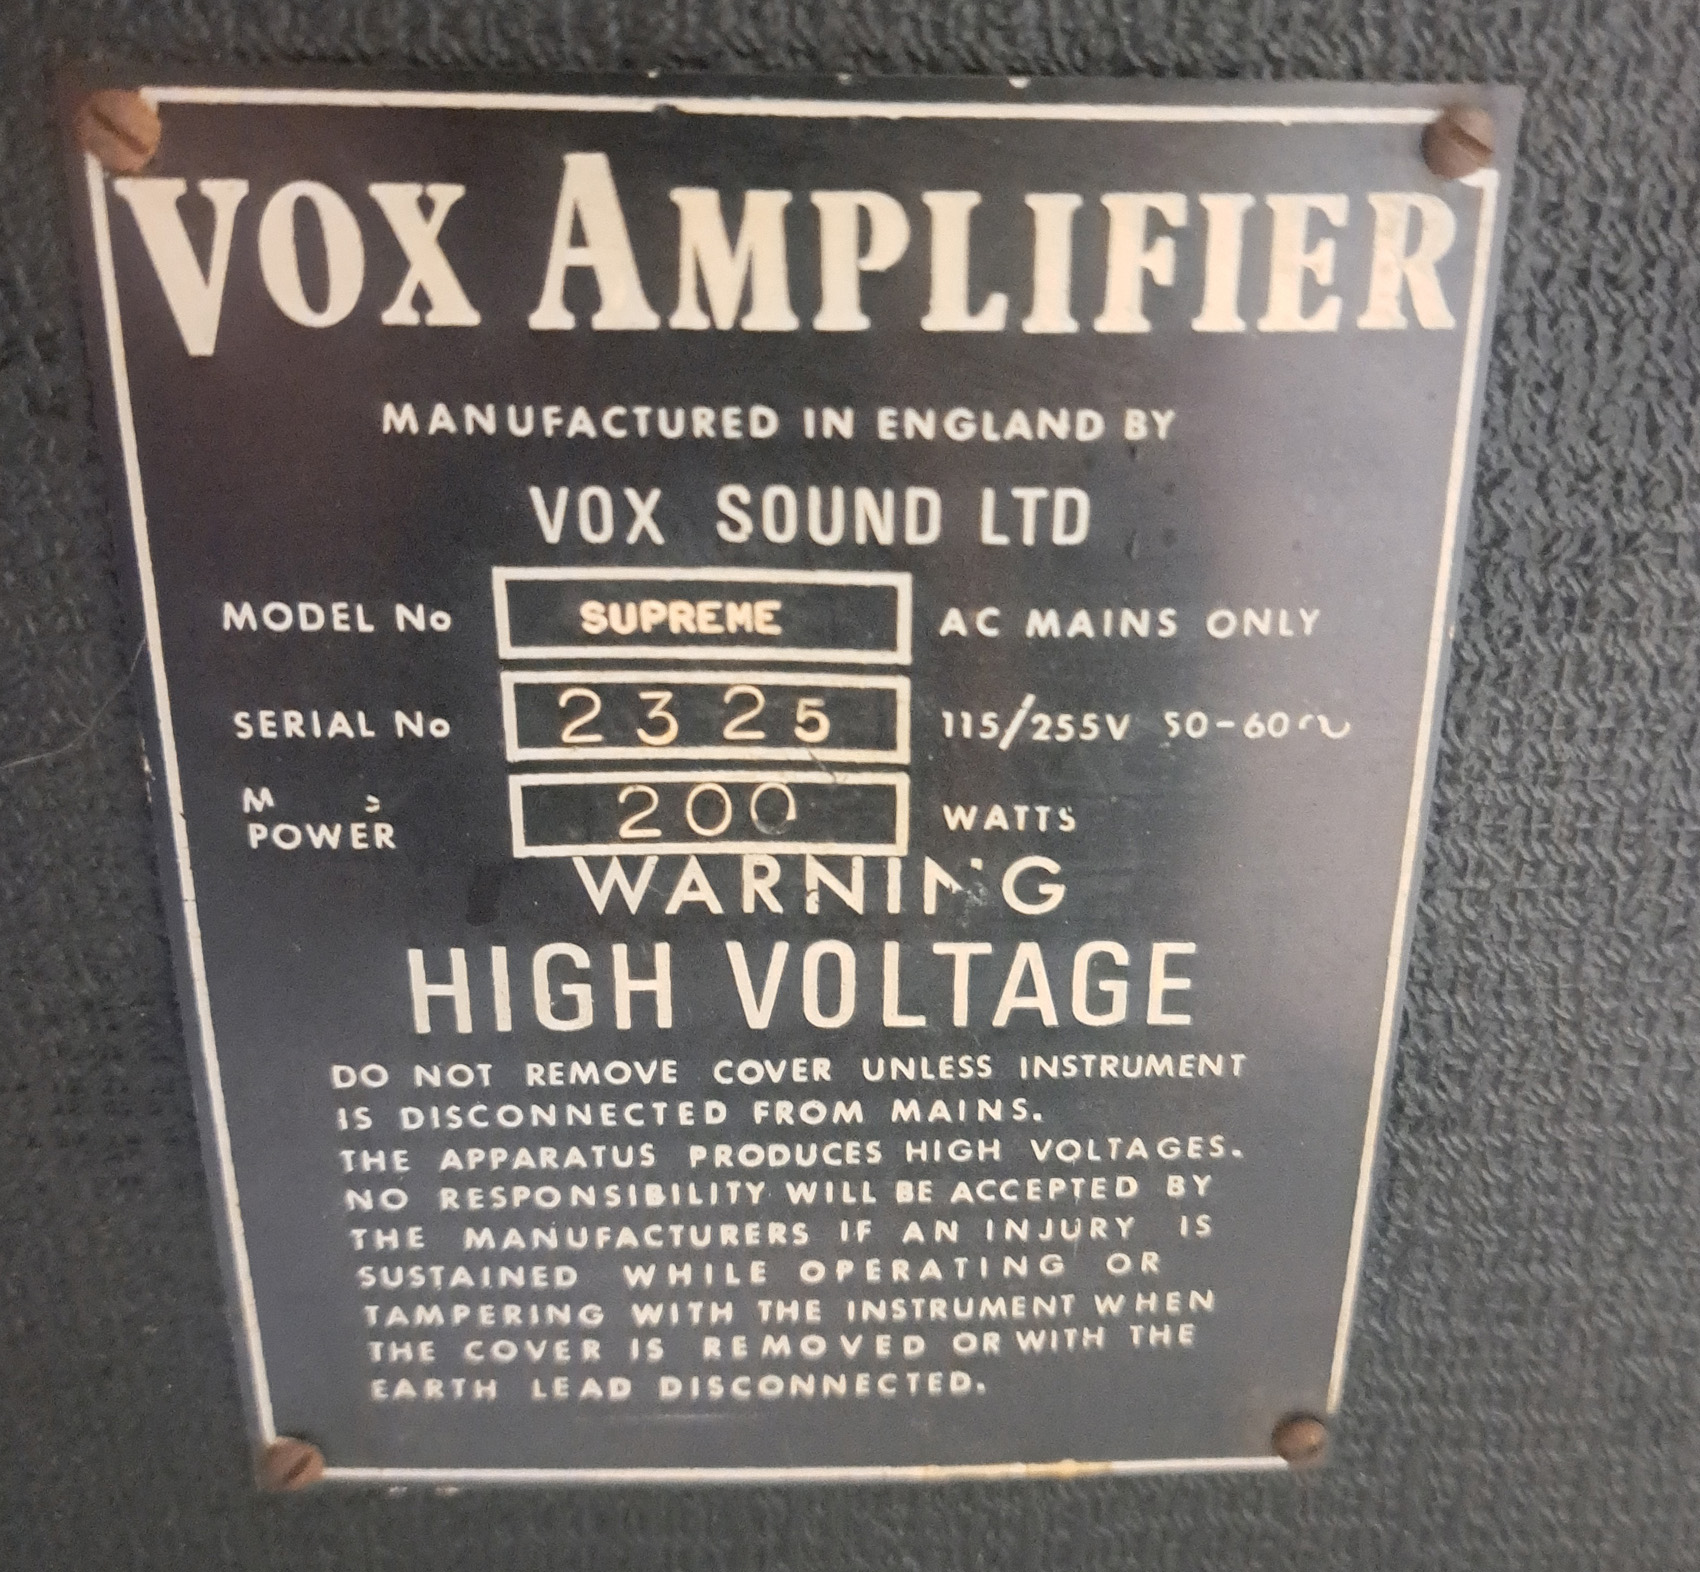 VOX AMPLIFIER
MANUFACTURED IN ENGLAND BY
VOX SOUND LTD
MODEL No SUPREME AC MAINS ONLY
SERIAL No 2325 115/255V 50-60∿
POWER 200 WATTS
WARNING
HIGH VOLTAGE
DO NOT REMOVE COVER UNLESS INSTRUMENT
IS DISCONNECTED FROM MAINS.
THE APPARATUS PRODUCES HIGH VOLTAGES.
NO RESPONSIBILITY WILL BE ACCEPTED BY
THE MANUFACTURERS IF AN INJURY IS
SUSTAINED WHILE OPERATING OR
TAMPERING WITH THE INSTRUMENT WHEN
THE COVER IS REMOVED OR WITH THE
EARTH LEAD DISCONNECTED.